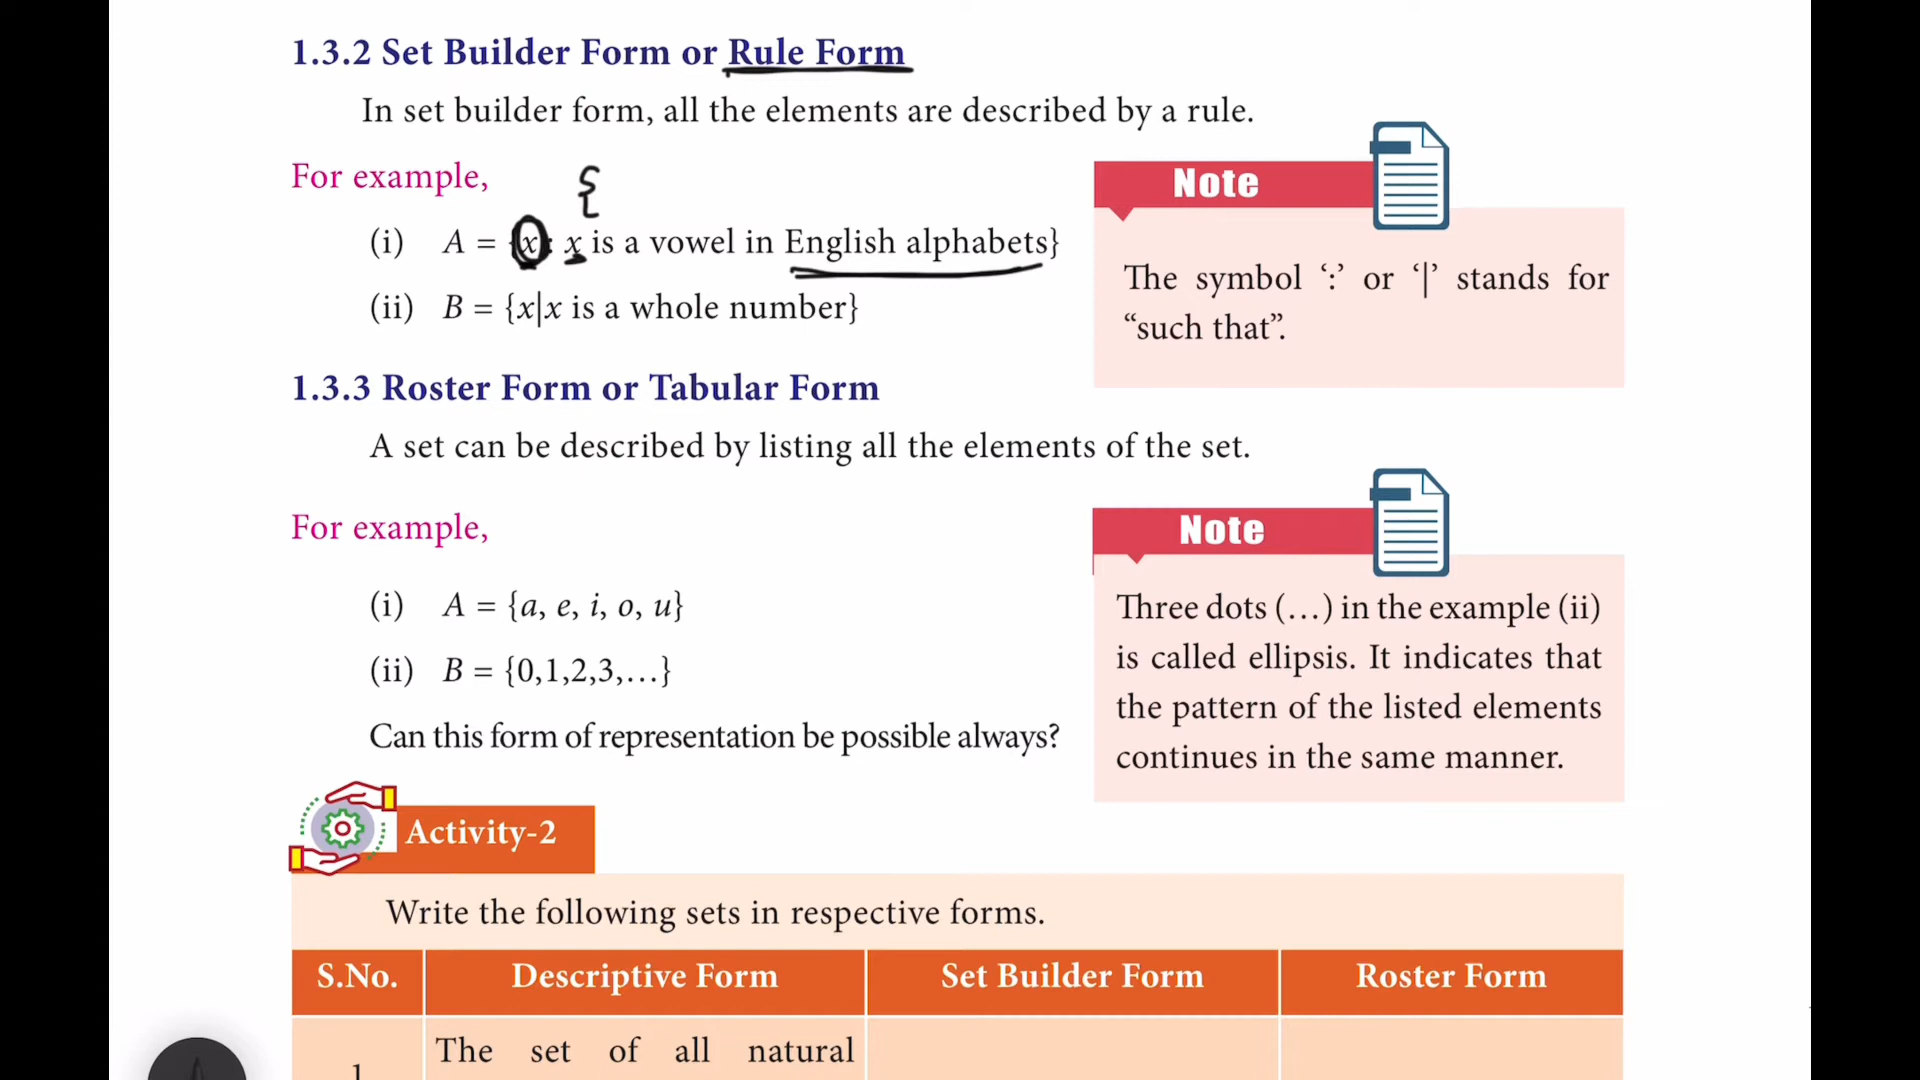 1.3.2 Set Builder Form or Rule Form
In set builder form, all the elements are described by a rule.
For example,
{
(i) A = {x : x is a vowel in English alphabets}
(ii) B = {x|x is a whole number}
Note
The symbol ‘:’ or ‘|’ stands for
“such that”.
1.3.3 Roster Form or Tabular Form
A set can be described by listing all the elements of the set.
For example,
(i) A = {a, e, i, o, u}
(ii) B = {0,1,2,3,…}
Can this form of representation be possible always?
Note
Three dots (…) in the example (ii)
is called ellipsis. It indicates that
the pattern of the listed elements
continues in the same manner.
Activity-2
Write the following sets in respective forms.
S.No. Descriptive Form Set Builder Form Roster Form
1 The set of all natural